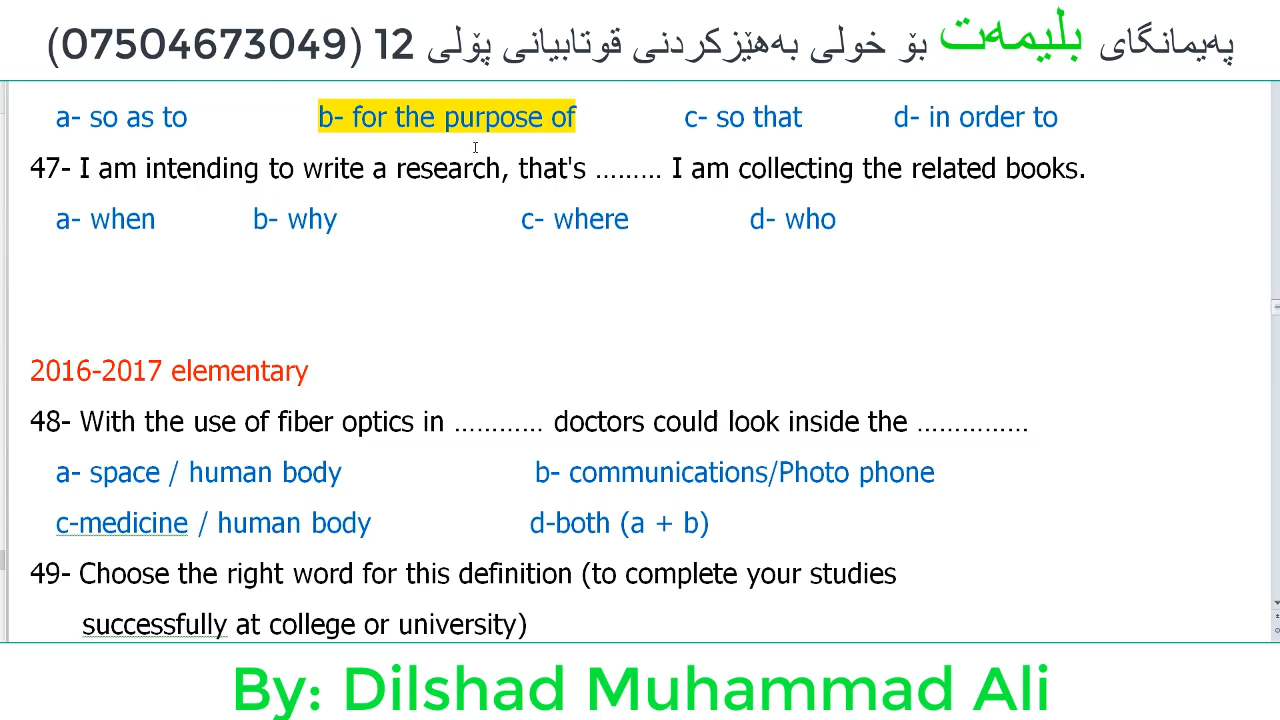 پەیمانگای بلیمەت بۆ خولی بەهێزکردنی قوتابیانی پۆلی 12 (07504673049)
a- so as to b- for the purpose of c- so that d- in order to
47- I am intending to write a research, that's ......... I am collecting the related books.
a- when b- why c- where d- who
2016-2017 elementary
48- With the use of fiber optics in ............ doctors could look inside the ...............
a- space / human body b- communications/Photo phone
c-medicine / human body d-both (a + b)
49- Choose the right word for this definition (to complete your studies
successfully at college or university)
By: Dilshad Muhammad Ali